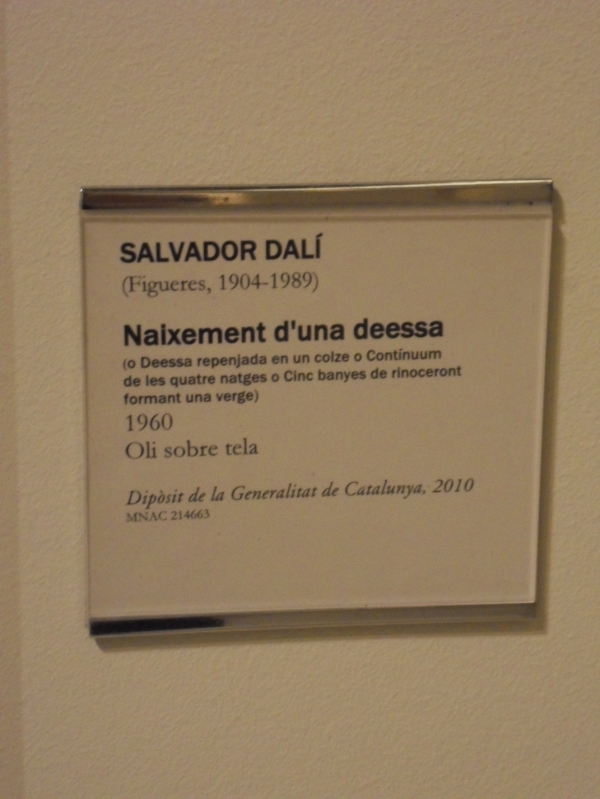 SALVADOR DALÍ
(Figueres, 1904-1989)
Naixement d'una deessa
(o Deessa repenjada en un colze o Contínuum
de les quatre natges o Cinc banyes de rinoceront
formant una verge)
1960
Oli sobre tela
Dipòsit de la Generalitat de Catalunya, 2010
MNAC 214663